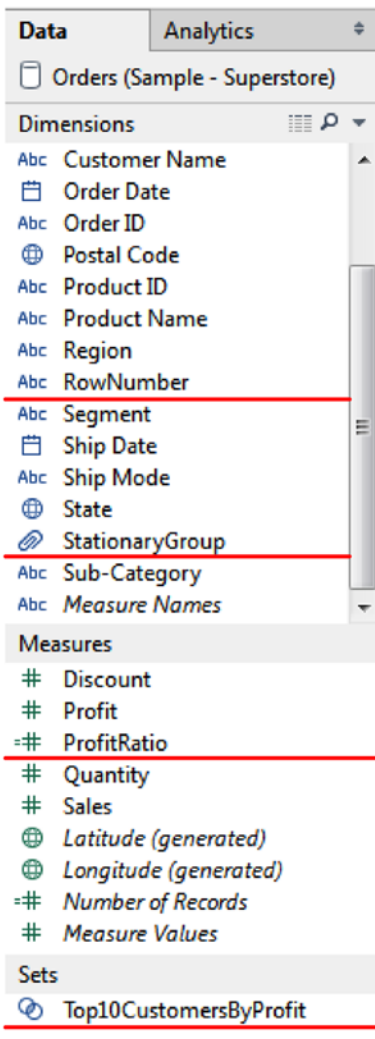 Data Analytics
Orders (Sample - Superstore)
Dimensions
Abc Customer Name
Order Date
Abc Order ID
Postal Code
Abc Product ID
Abc Product Name
Abc Region
Abc RowNumber
Abc Segment
Ship Date
Abc Ship Mode
State
StationaryGroup
Abc Sub-Category
Abc Measure Names
Measures
# Discount
# Profit
=# ProfitRatio
# Quantity
# Sales
Latitude (generated)
Longitude (generated)
=# Number of Records
# Measure Values
Sets
Top10CustomersByProfit